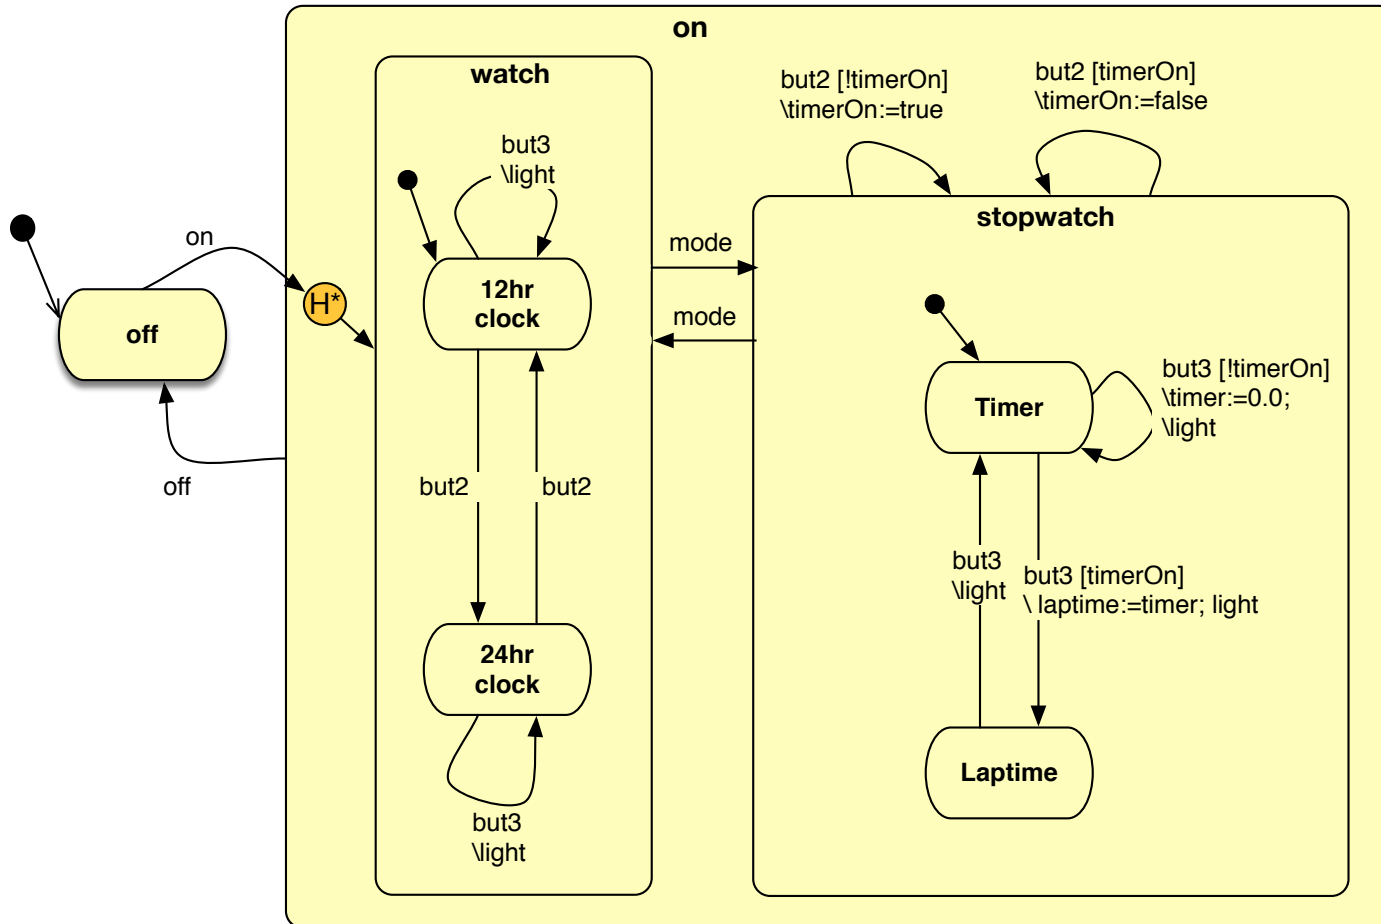 on
watch
but2 [!timerOn]
\timerOn:=true
but2 [timerOn]
\timerOn:=false
but3
\light
stopwatch
on
mode
H*
12hr
clock
off
mode
Timer
but3 [!timerOn]
\timer:=0.0;
\light
off
but2
but2
but3
\light
but3 [timerOn]
\ laptime:=timer; light
24hr
clock
Laptime
but3
\light